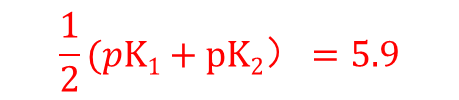 ½(pK₁ + pK₂) = 5.9